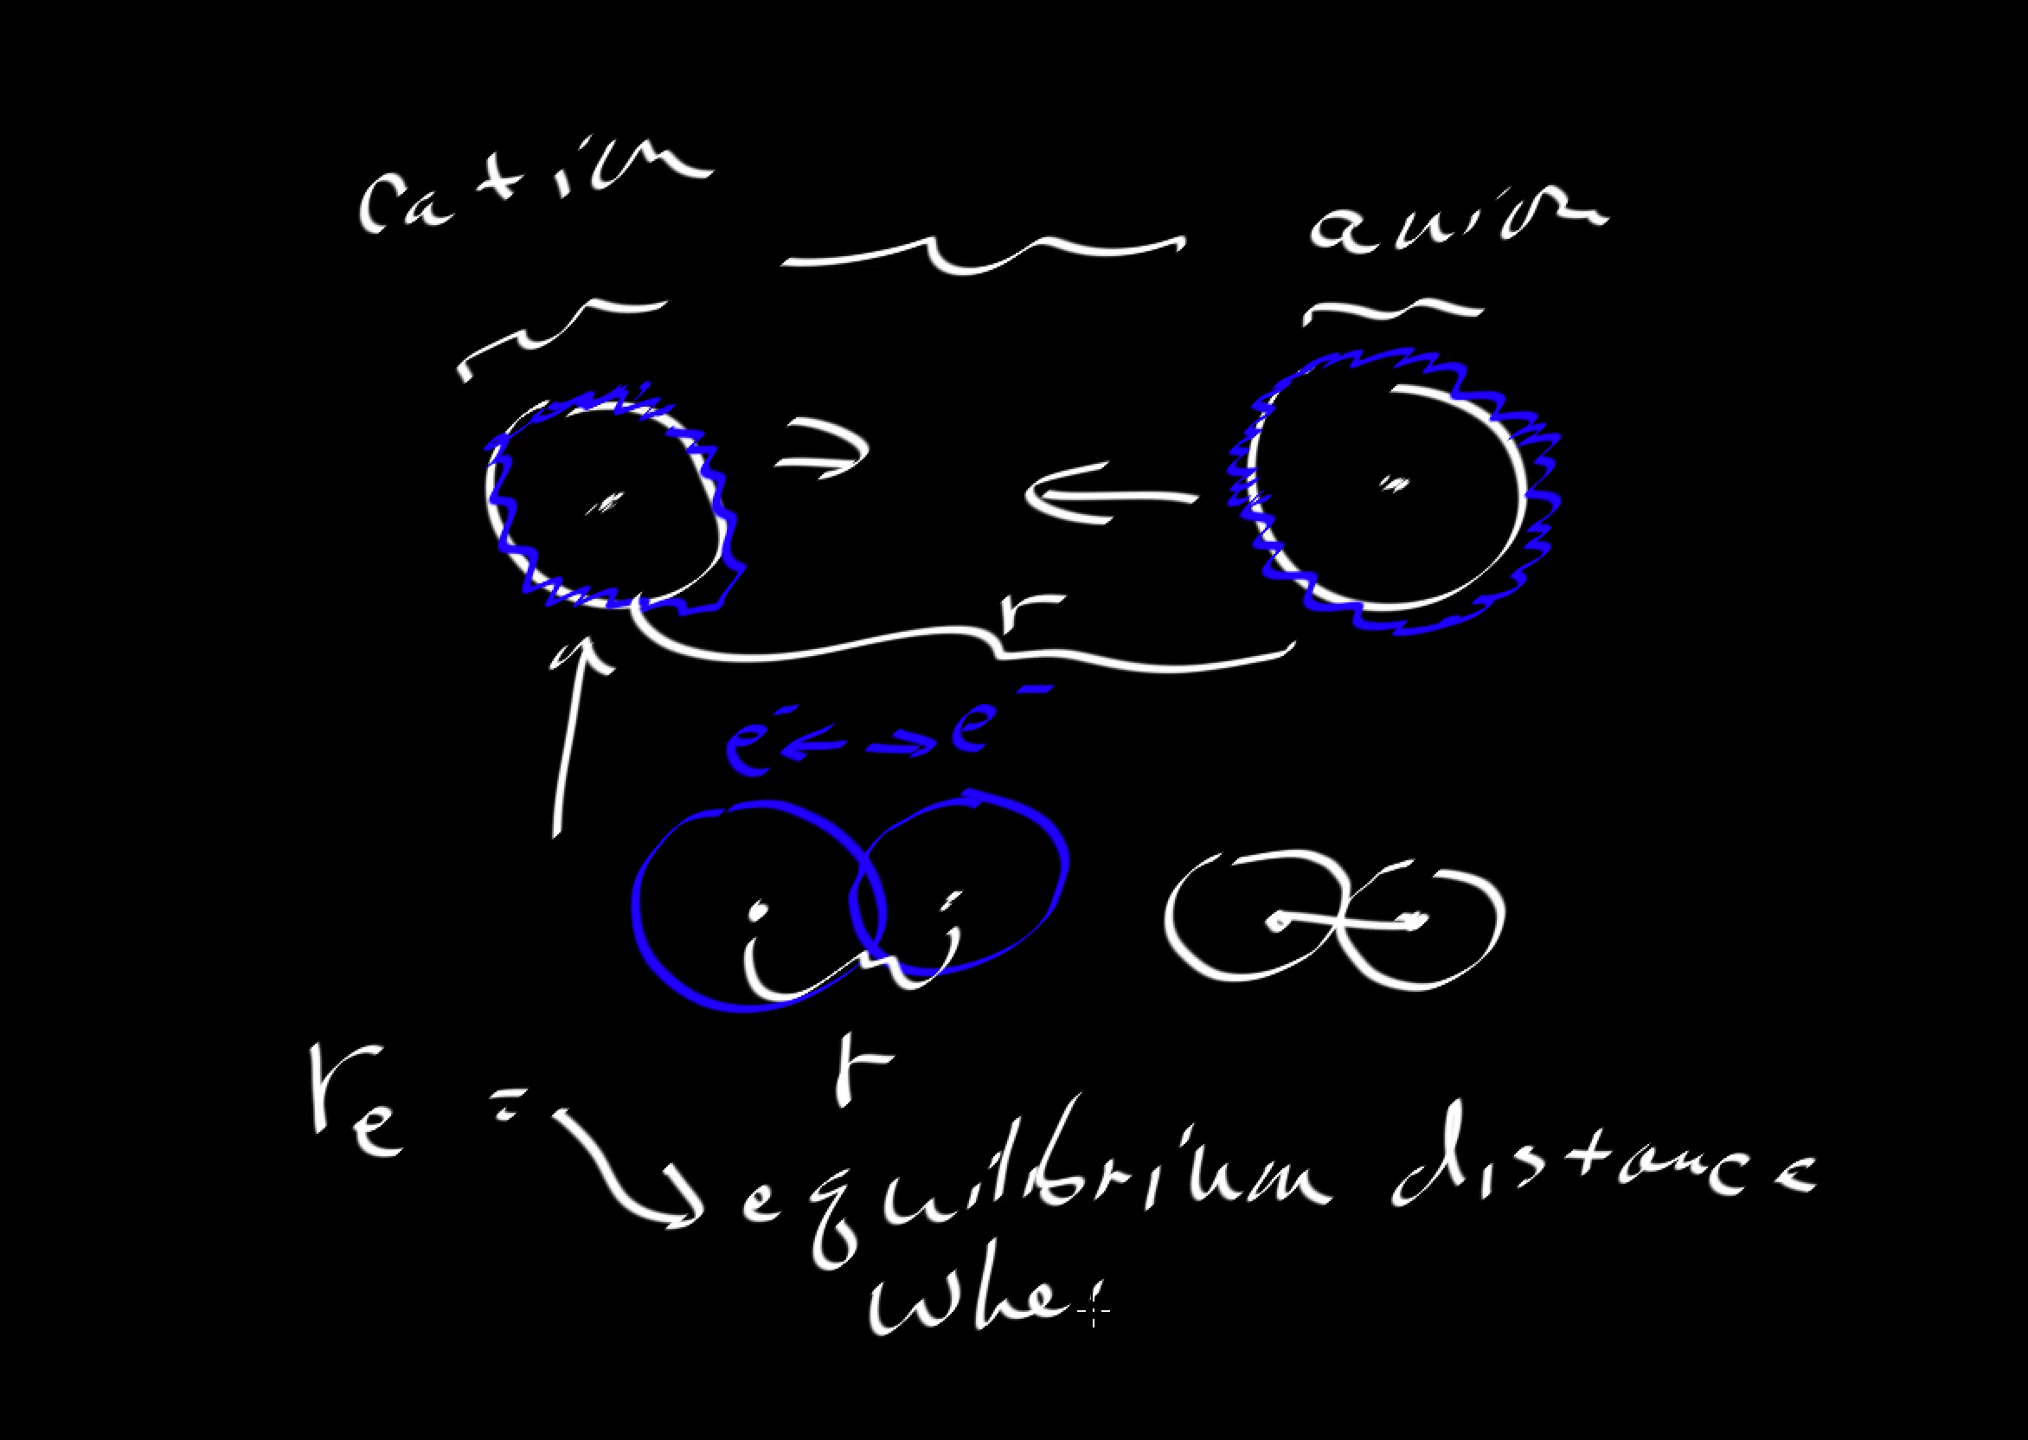 cation
anion
r
e⁻ ← → e⁻
r
rₑ = equilibrium distance
whe